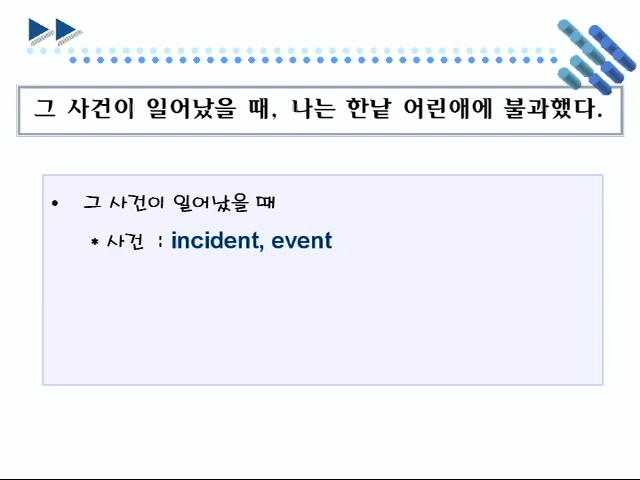 그 사건이 일어났을 때, 나는 한낱 어린애에 불과했다.
• 그 사건이 일어났을 때
* 사건 : incident, event